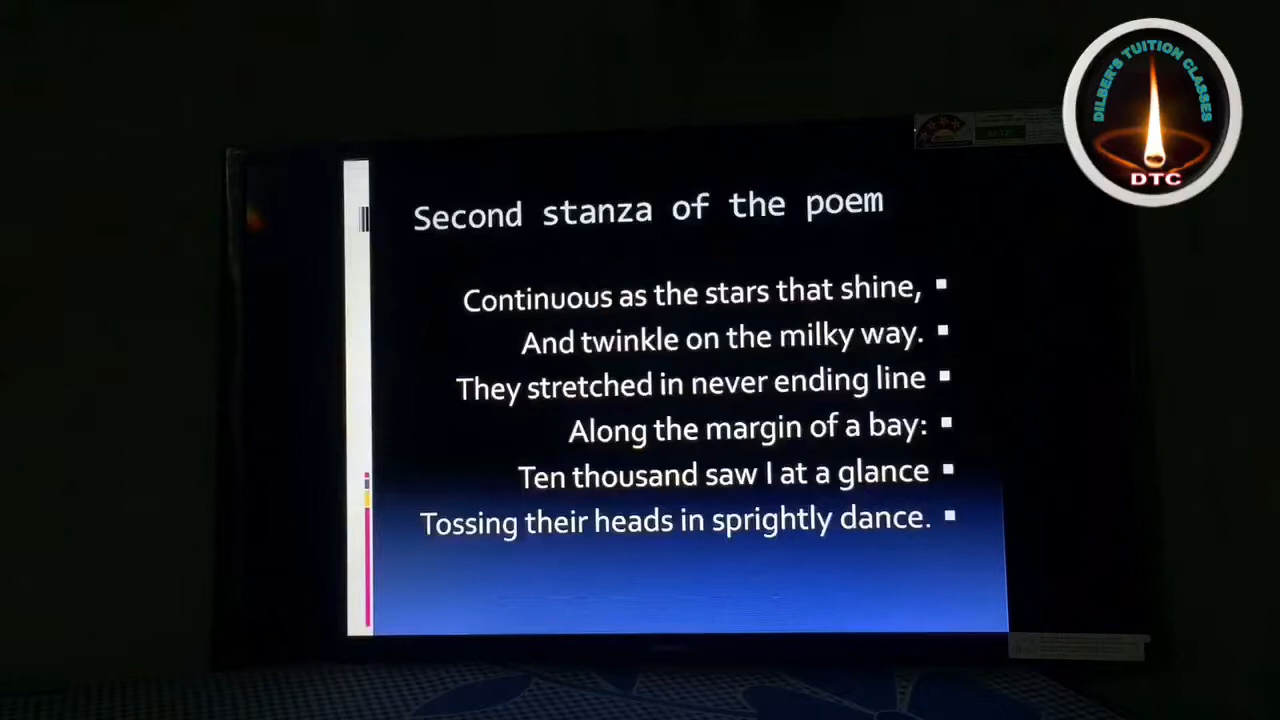 DILBER'S TUITION CLASSES
DTC
Second stanza of the poem
Continuous as the stars that shine,
And twinkle on the milky way.
They stretched in never ending line
Along the margin of a bay:
Ten thousand saw I at a glance
Tossing their heads in sprightly dance.